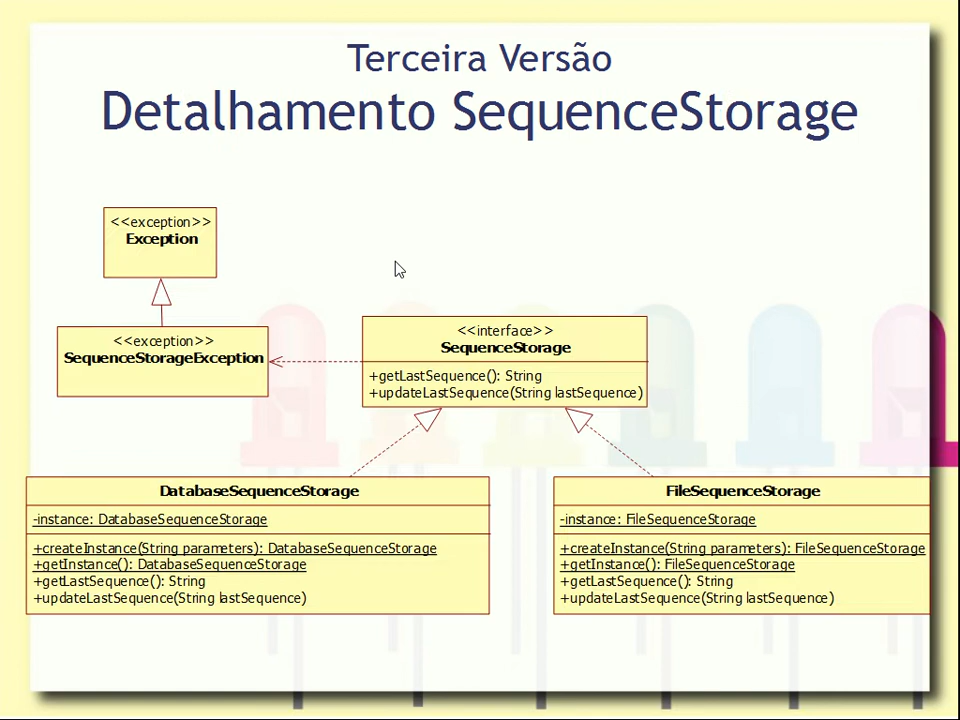 Terceira Versão
Detalhamento SequenceStorage
<<exception>>
Exception
<<exception>>
SequenceStorageException
<<interface>>
SequenceStorage
+getLastSequence(): String
+updateLastSequence(String lastSequence)
DatabaseSequenceStorage
-instance: DatabaseSequenceStorage
+createInstance(String parameters): DatabaseSequenceStorage
+getInstance(): DatabaseSequenceStorage
+getLastSequence(): String
+updateLastSequence(String lastSequence)
FileSequenceStorage
-instance: FileSequenceStorage
+createInstance(String parameters): FileSequenceStorage
+getInstance(): FileSequenceStorage
+getLastSequence(): String
+updateLastSequence(String lastSequence)